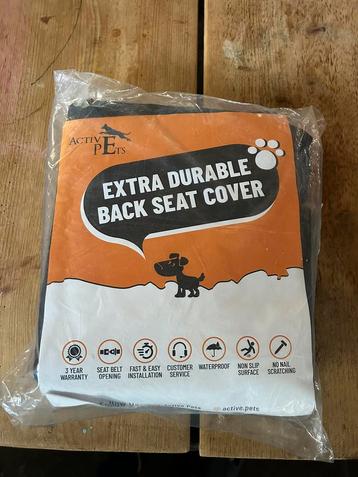 ACTIVE
PETS
EXTRA DURABLE
BACK SEAT COVER
3 YEAR
WARRANTY
SEAT BELT
OPENING
FAST & EASY
INSTALLATION
CUSTOMER
SERVICE
WATERPROOF
NON SLIP
SURFACE
NO NAIL
SCRATCHING
active.pets